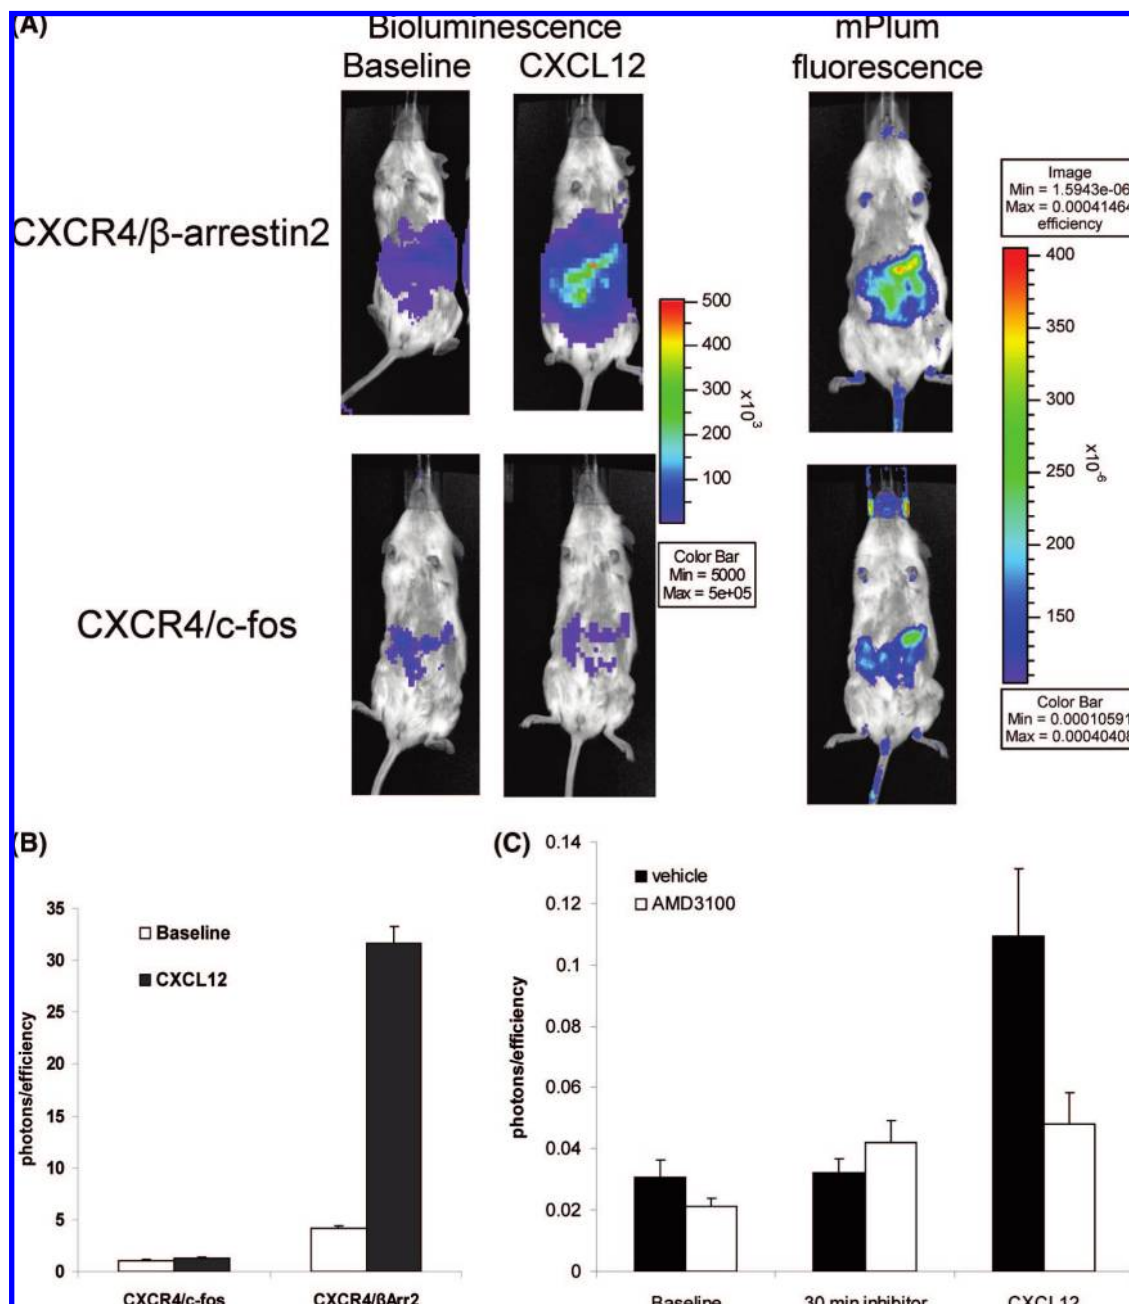 (A)
Bioluminescence
Baseline CXCL12
mPlum
fluorescence
CXCR4/β-arrestin2
Image
Min = 1.5943e-06
Max = 0.00041464
efficiency
500
400
300
200
100
x10³
400
350
300
250
200
150
x10⁻⁶
CXCR4/c-fos
Color Bar
Min = 5000
Max = 5e+05
Color Bar
Min = 0.00010591
Max = 0.00040408
(B)
35
30
25
20
15
10
5
0
photons/efficiency
Baseline
CXCL12
CXCR4/c-fos CXCR4/βArr2
(C)
0.14
0.12
0.1
0.08
0.06
0.04
0.02
0
photons/efficiency
vehicle
AMD3100
Baseline 30 min inhibitor CXCL12